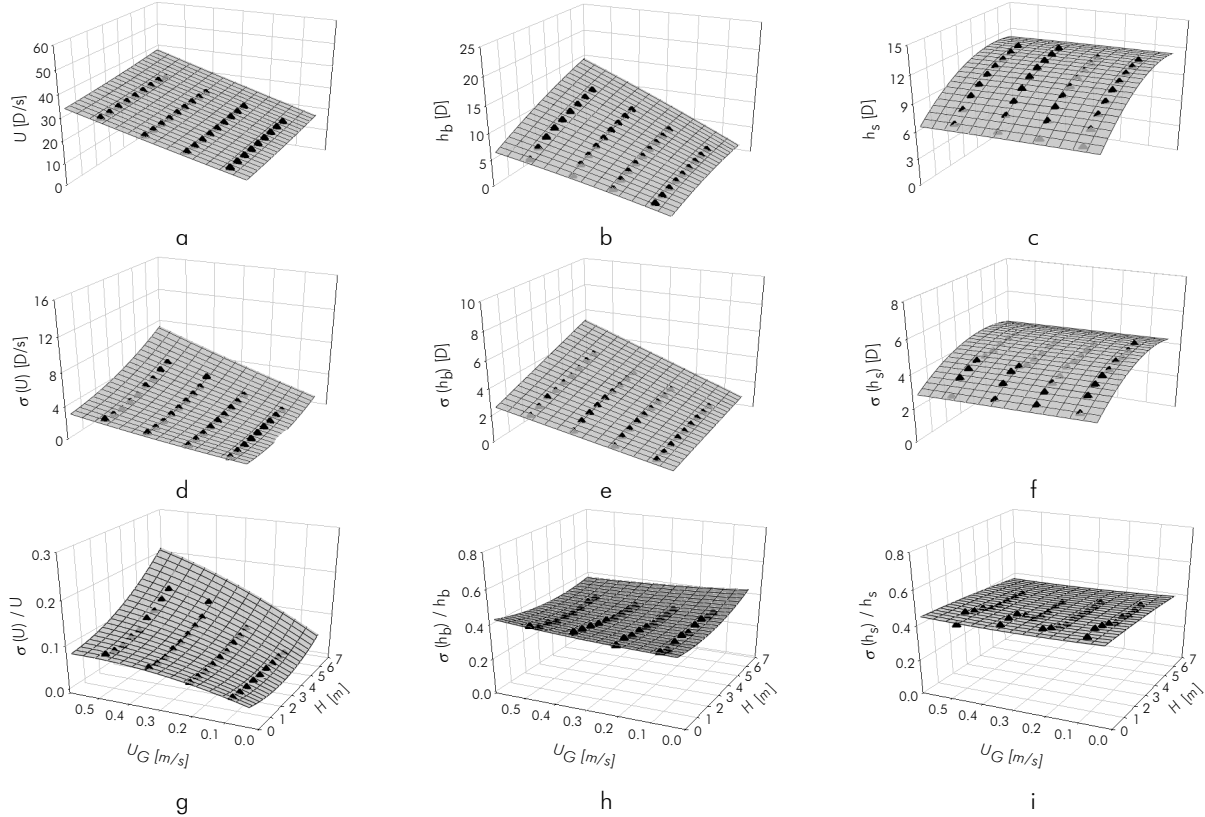 60
50
40
30
20
10
0
U [D/s]
a
25
20
15
10
5
0
h_b [D]
b
15
12
9
6
3
0
h_s [D]
c
16
12
8
4
0
σ (U) [D/s]
d
10
8
6
4
2
0
σ (h_b) [D]
e
8
6
4
2
0
σ (h_s) [D]
f
0.3
0.2
0.1
0.0
σ (U) / U
0.5 0.4 0.3 0.2 0.1 0.0
U_G [m/s]
0 1 2 3 4 5 6 7
H [m]
g
0.8
0.6
0.4
0.2
0.0
σ (h_b) / h_b
0.5 0.4 0.3 0.2 0.1 0.0
U_G [m/s]
0 1 2 3 4 5 6 7
H [m]
h
0.8
0.6
0.4
0.2
0.0
σ (h_s) / h_s
0.5 0.4 0.3 0.2 0.1 0.0
U_G [m/s]
0 1 2 3 4 5 6 7
H [m]
i